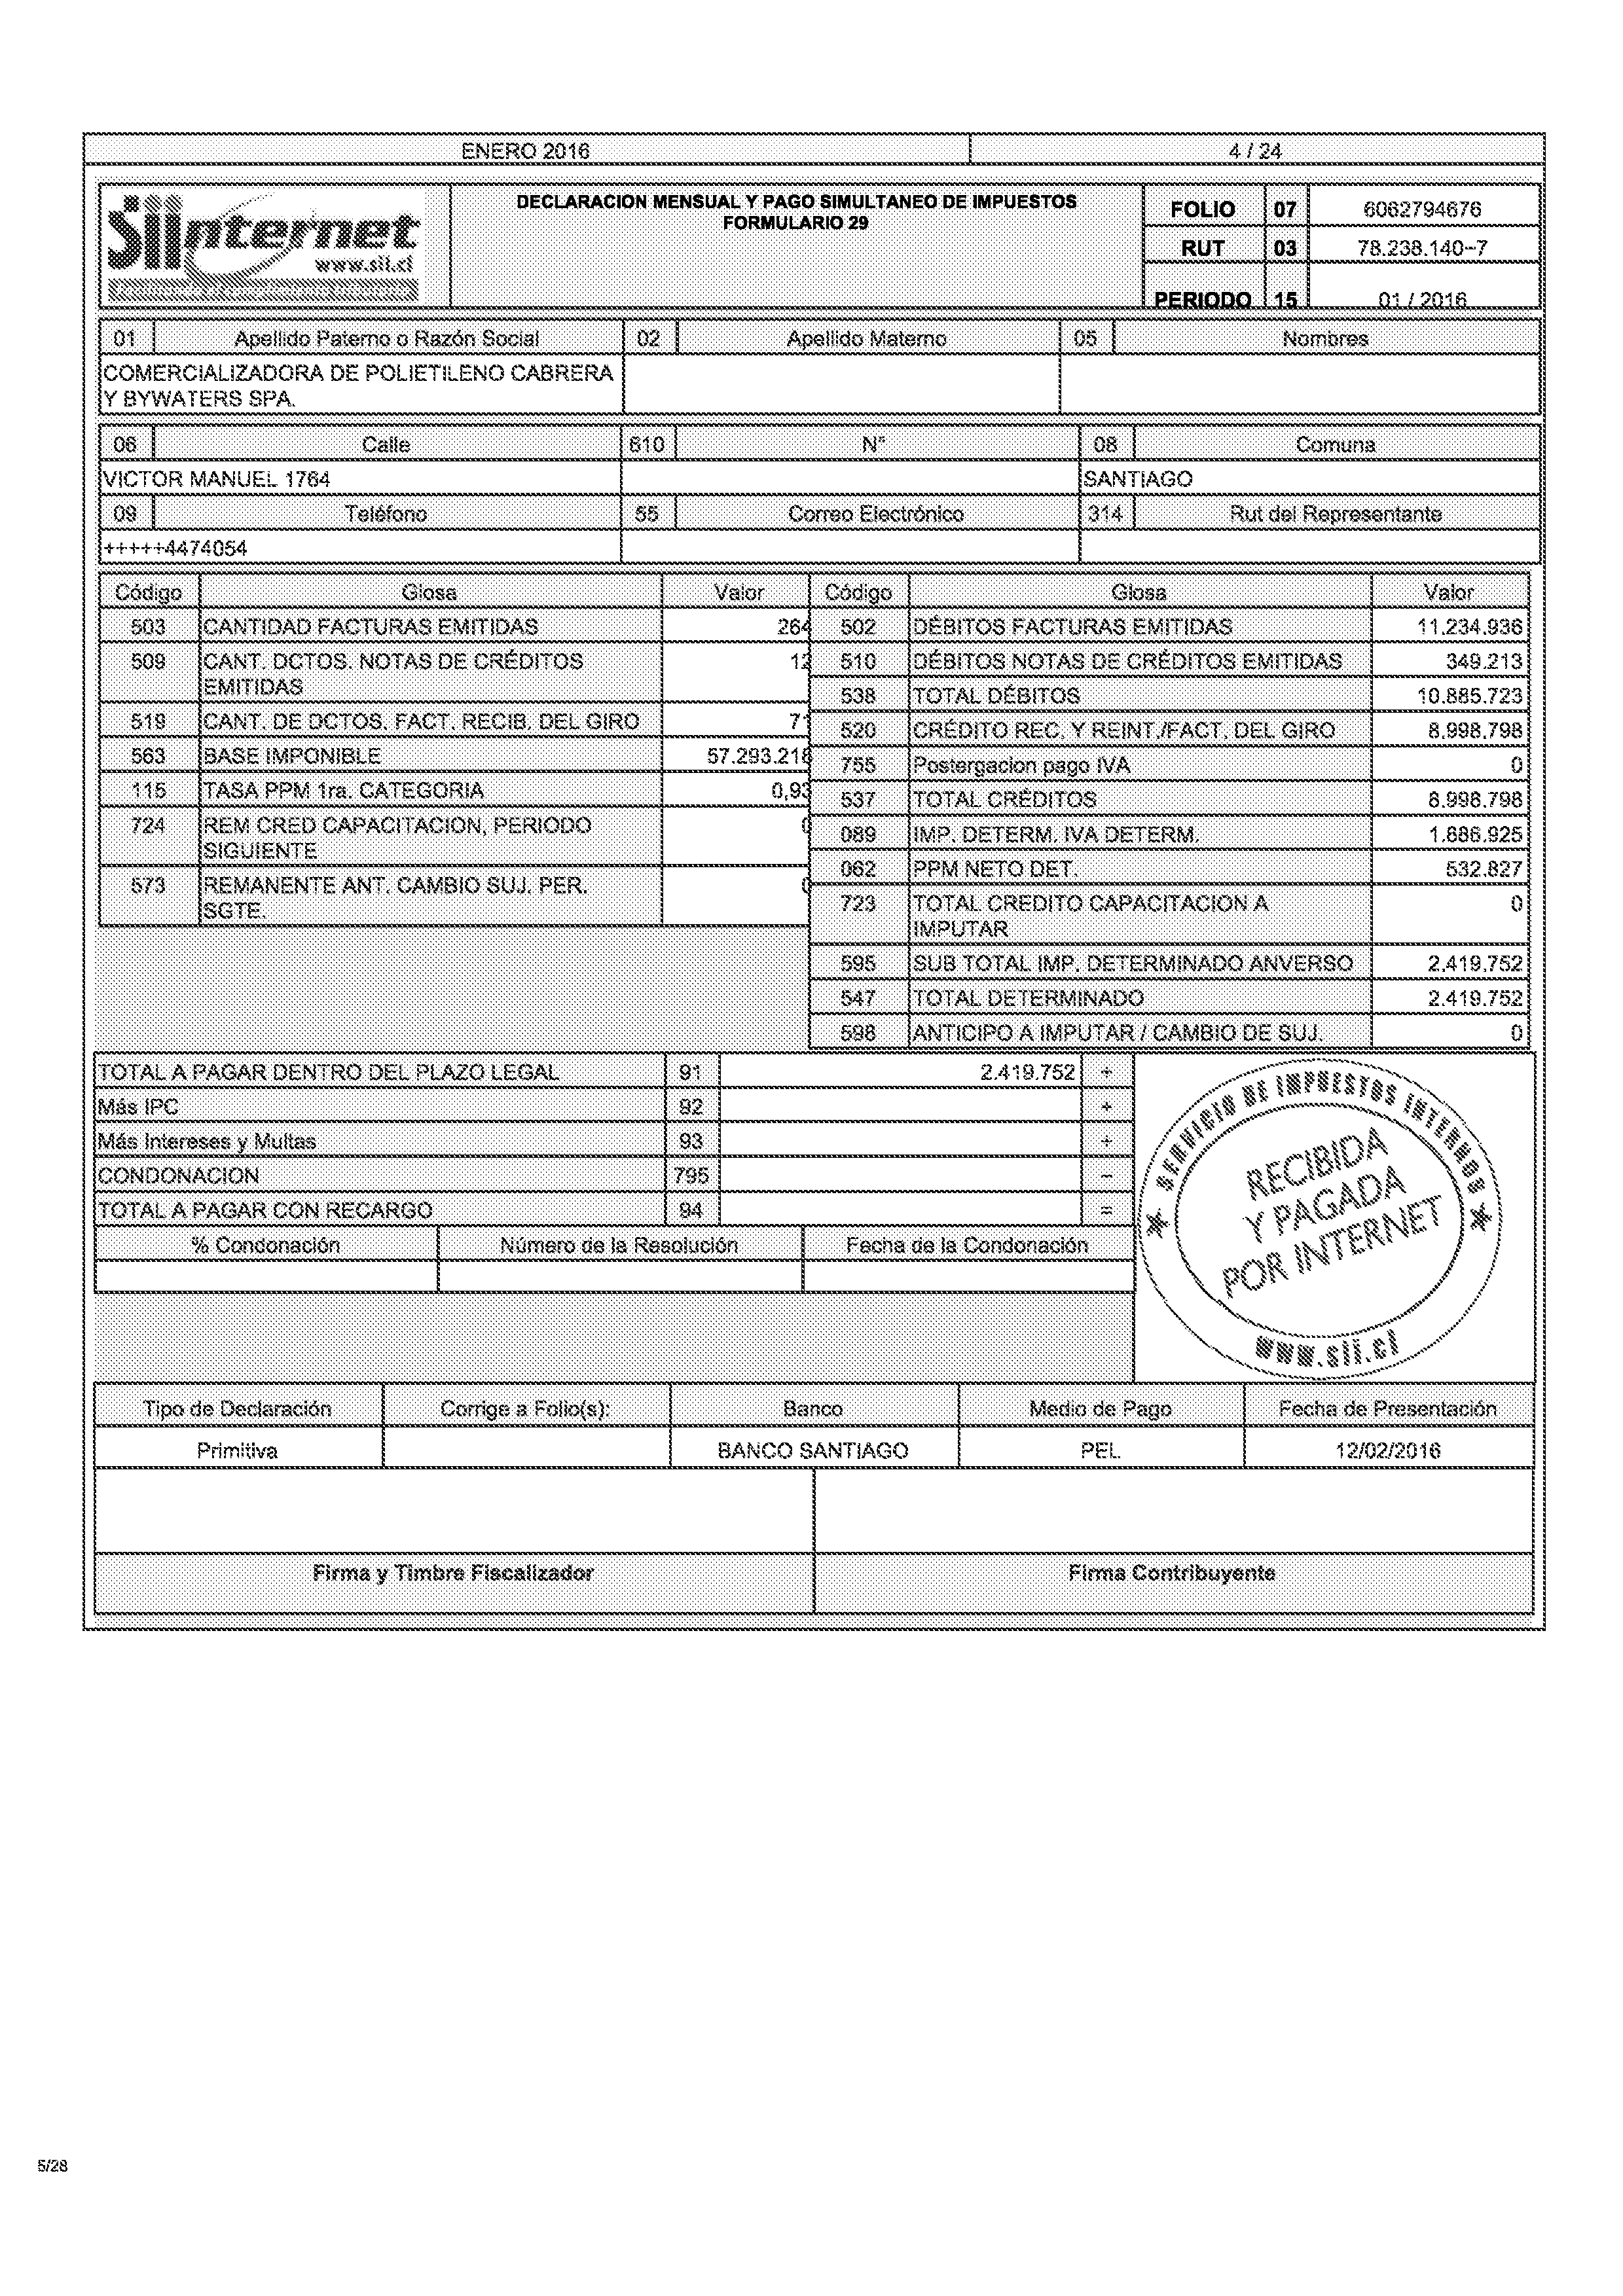 ENERO 2016 4 / 24
SiiInternet
www.sii.cl
DECLARACION MENSUAL Y PAGO SIMULTANEO DE IMPUESTOS
FORMULARIO 29
FOLIO 07 6062794676
RUT 03 78.238.140-7
PERIODO 15 01 / 2016
01 Apellido Paterno o Razón Social 02 Apellido Materno 05 Nombres
COMERCIALIZADORA DE POLIETILENO CABRERA
Y BYWATERS SPA.
06 Calle 610 N° 08 Comuna
VICTOR MANUEL 1764 SANTIAGO
09 Teléfono 55 Correo Electrónico 314 Rut del Representante
+++++4474054
Código Glosa Valor Código Glosa Valor
503 CANTIDAD FACTURAS EMITIDAS 264
509 CANT. DCTOS. NOTAS DE CRÉDITOS
EMITIDAS 12
519 CANT. DE DCTOS. FACT. RECIB. DEL GIRO 71
563 BASE IMPONIBLE 57.293.216
115 TASA PPM 1ra. CATEGORIA 0,93
724 REM CRED CAPACITACION, PERIODO
SIGUIENTE 0
573 REMANENTE ANT. CAMBIO SUJ. PER.
SGTE. 0
502 DÉBITOS FACTURAS EMITIDAS 11.234.936
510 DÉBITOS NOTAS DE CRÉDITOS EMITIDAS 349.213
538 TOTAL DÉBITOS 10.885.723
520 CRÉDITO REC. Y REINT./FACT. DEL GIRO 8.998.798
755 Postergacion pago IVA 0
537 TOTAL CRÉDITOS 8.998.798
089 IMP. DETERM. IVA DETERM. 1.886.925
062 PPM NETO DET. 532.827
723 TOTAL CREDITO CAPACITACION A
IMPUTAR 0
595 SUB TOTAL IMP. DETERMINADO ANVERSO 2.419.752
547 TOTAL DETERMINADO 2.419.752
598 ANTICIPO A IMPUTAR / CAMBIO DE SUJ. 0
TOTAL A PAGAR DENTRO DEL PLAZO LEGAL 91 2.419.752 +
Más IPC 92 +
Más Intereses y Multas 93 +
CONDONACION 795 -
TOTAL A PAGAR CON RECARGO 94 =
% Condonación Número de la Resolución Fecha de la Condonación
SERVICIO DE IMPUESTOS INTERNOS
RECIBIDA
Y PAGADA
POR INTERNET
www.sii.cl
Tipo de Declaración Corrige a Folio(s): Banco Medio de Pago Fecha de Presentación
Primitiva BANCO SANTIAGO PEL 12/02/2016
Firma y Timbre Fiscalizador Firma Contribuyente
5/28